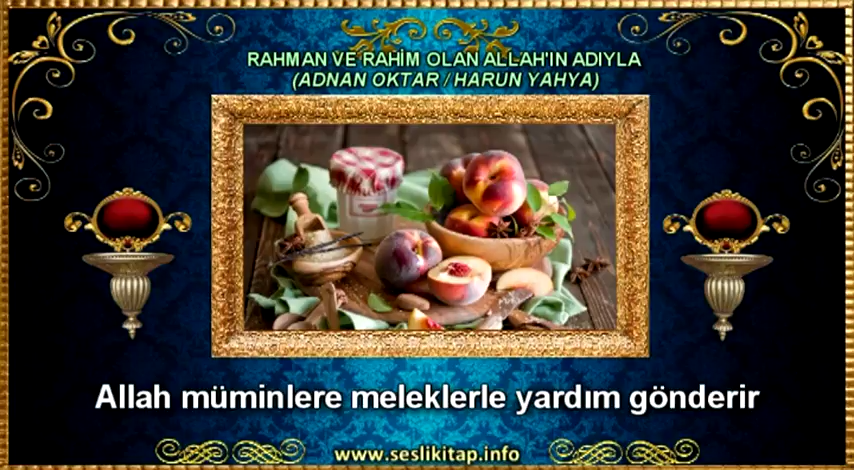 RAHMAN VE RAHİM OLAN ALLAH'IN ADIYLA
(ADNAN OKTAR / HARUN YAHYA)
Allah müminlere meleklerle yardım gönderir
www.seslikitap.info